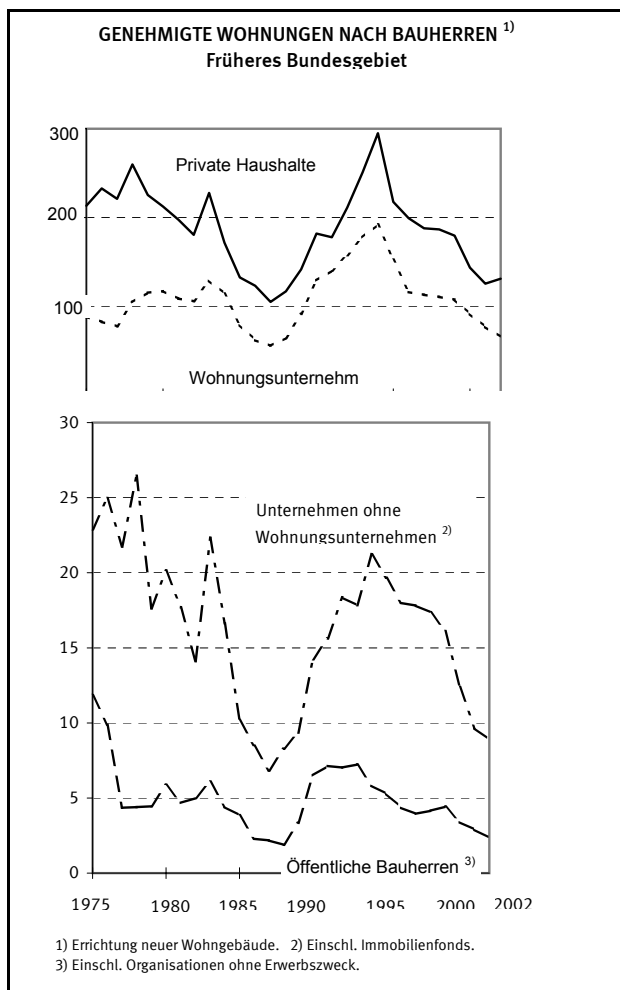 GENEHMIGTE WOHNUNGEN NACH BAUHERREN 1)
Früheres Bundesgebiet
300
Private Haushalte
200
100
Wohnungsunternehm
30
25
Unternehmen ohne
Wohnungsunternehmen 2)
20
15
10
5
Öffentliche Bauherren 3)
0
1975 1980 1985 1990 1995 2000 2002
1) Errichtung neuer Wohngebäude. 2) Einschl. Immobilienfonds.
3) Einschl. Organisationen ohne Erwerbszweck.